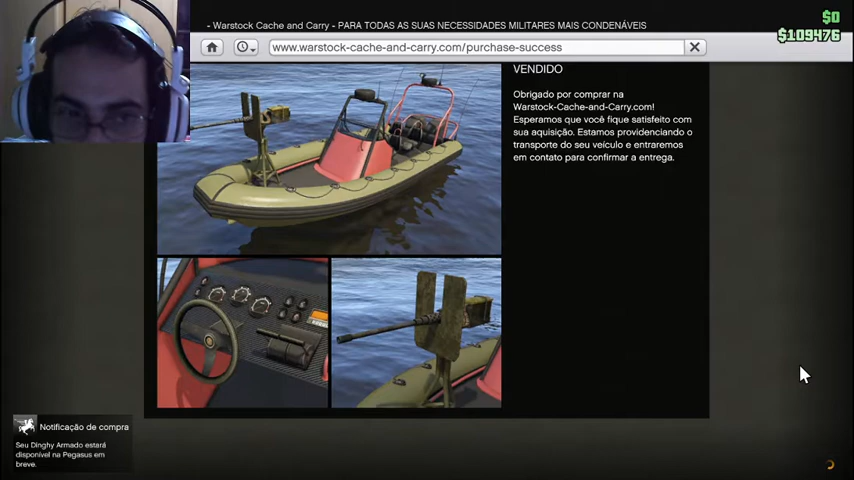 - Warstock Cache and Carry - PARA TODAS AS SUAS NECESSIDADES MILITARES MAIS CONDENÁVEIS
$0
$109476
www.warstock-cache-and-carry.com/purchase-success
VENDIDO
Obrigado por comprar na
Warstock-Cache-and-Carry.com!
Esperamos que você fique satisfeito com
sua aquisição. Estamos providenciando o
transporte do seu veículo e entraremos
em contato para confirmar a entrega.
Notificação de compra
Seu Dinghy Armado estará
disponível na Pegasus em
breve.